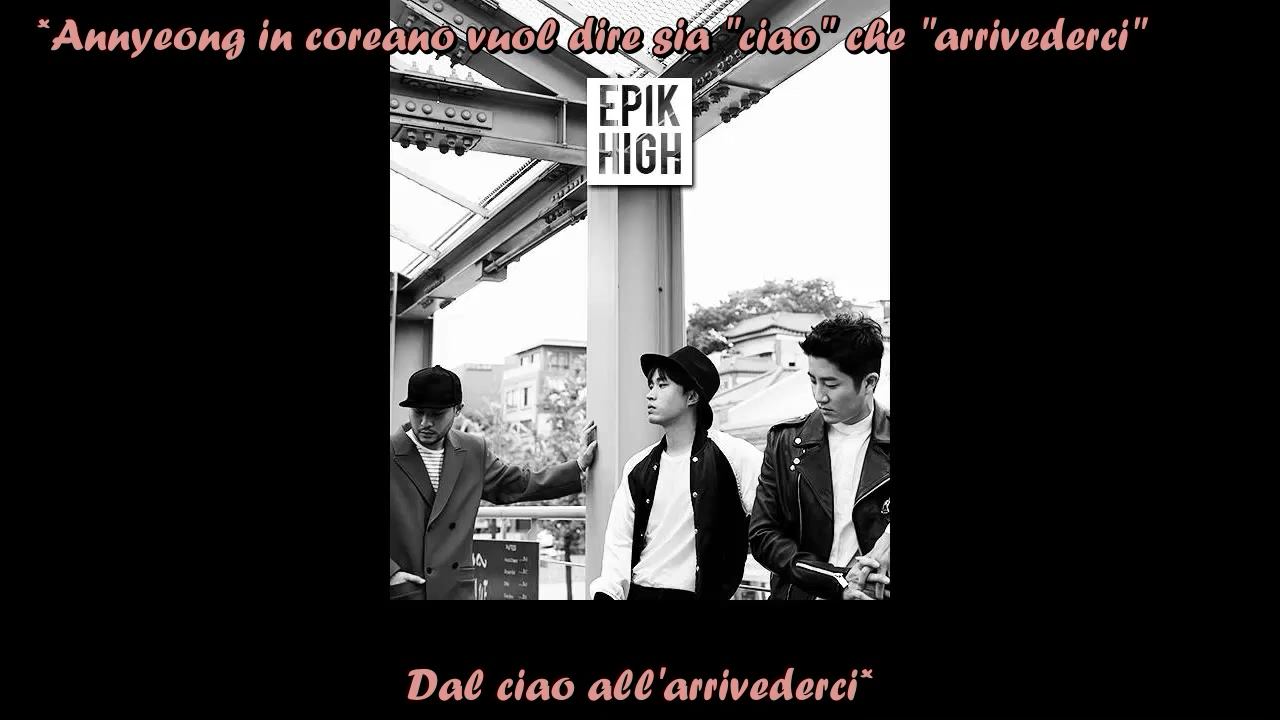 *Annyeong in coreano vuol dire sia "ciao" che "arrivederci"
EPIK
HIGH
Dal ciao all'arrivederci*